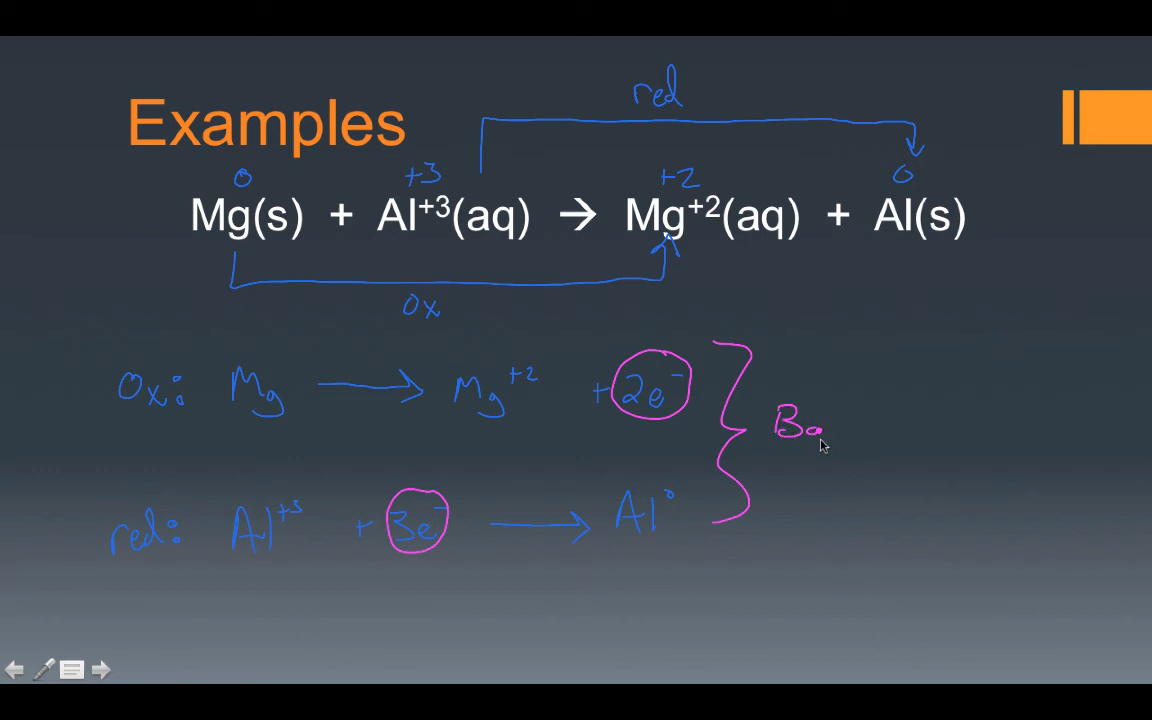 red
Examples
0 +3 +2 0
Mg(s) + Al+3(aq) → Mg+2(aq) + Al(s)
ox
Ox: Mg → Mg+2 + 2e-
Ba
red: Al+3 + 3e- → Al°